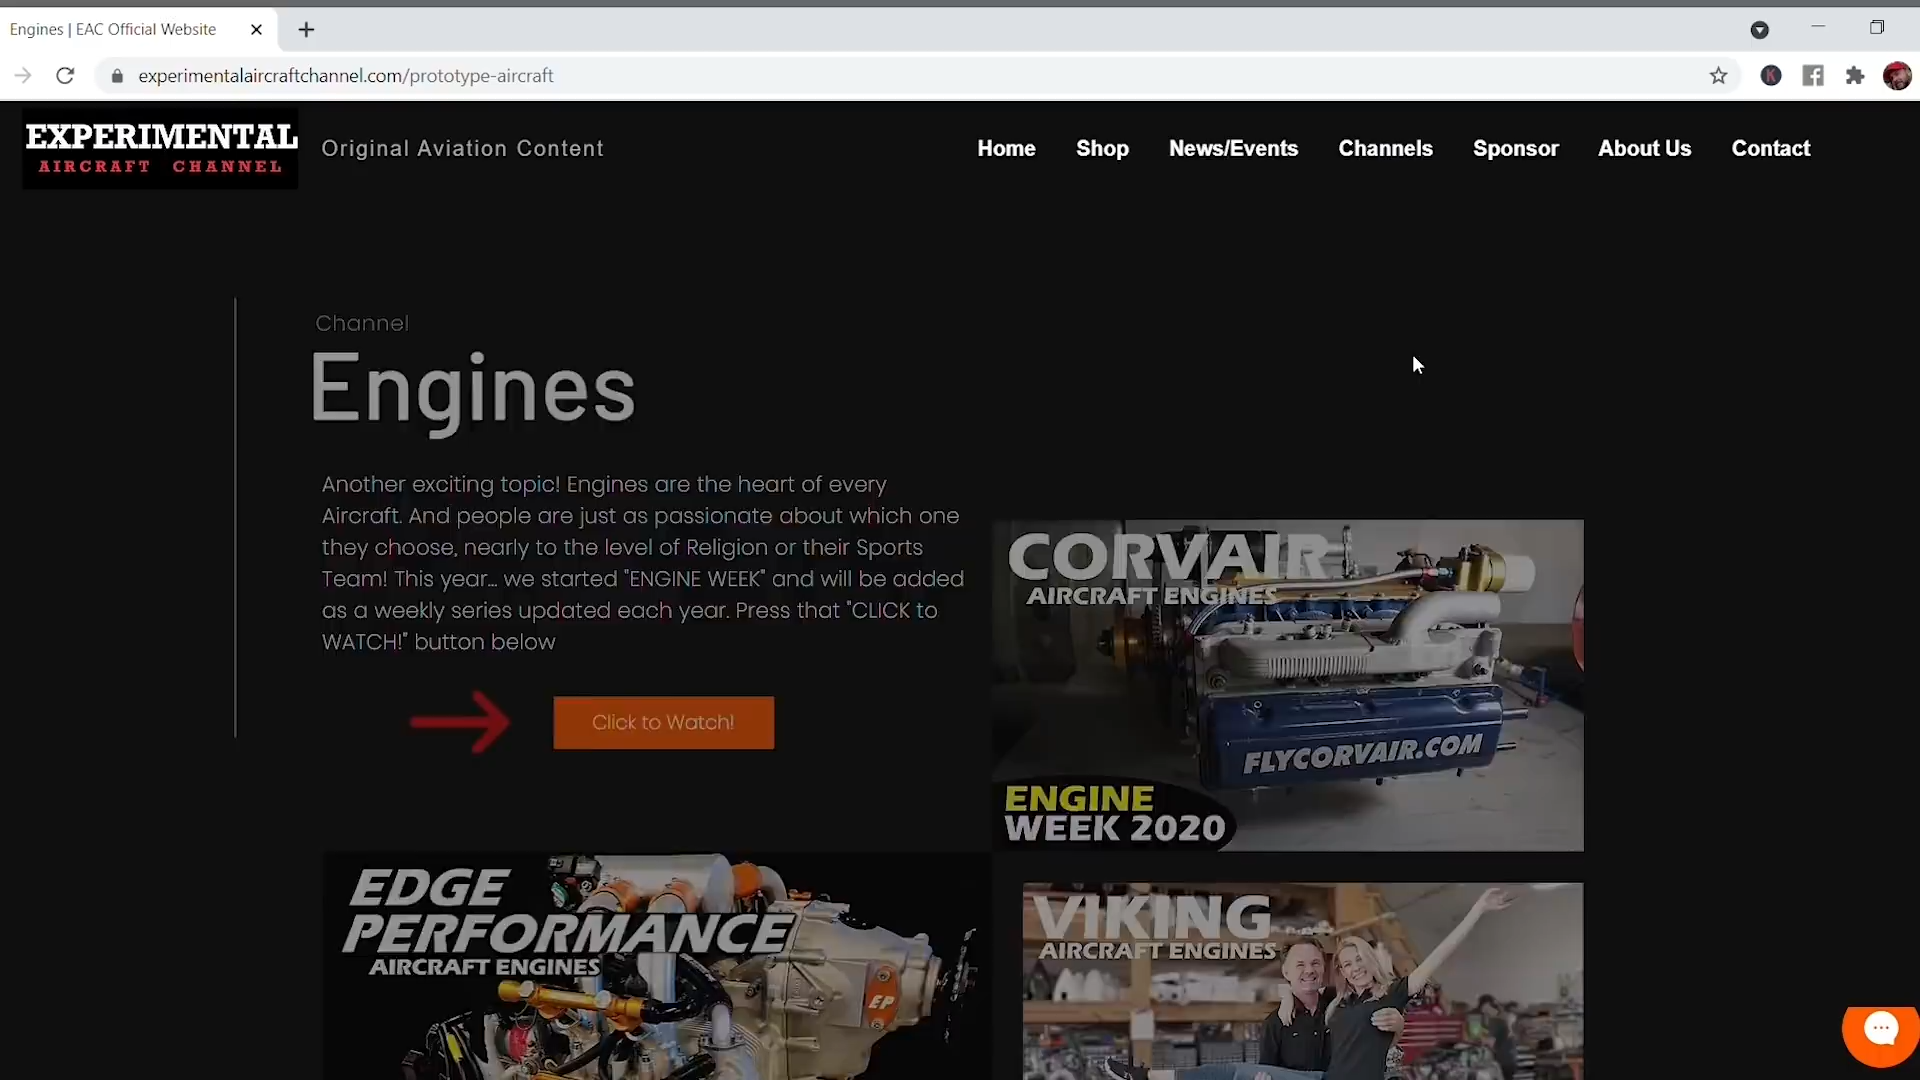 Engines | EAC Official Website
experimentalaircraftchannel.com/prototype-aircraft
K
EXPERIMENTAL
AIRCRAFT CHANNEL
Original Aviation Content
Home Shop News/Events Channels Sponsor About Us Contact
Channel
Engines
Another exciting topic! Engines are the heart of every
Aircraft. And people are just as passionate about which one
they choose, nearly to the level of Religion or their Sports
Team! This year... we started "ENGINE WEEK" and will be added
as a weekly series updated each year. Press that "CLICK to
WATCH!" button below
Click to Watch!
CORVAIR
AIRCRAFT ENGINES
FLYCORVAIR.COM
ENGINE
WEEK 2020
EDGE
PERFORMANCE
AIRCRAFT ENGINES
EP
VIKING
AIRCRAFT ENGINES